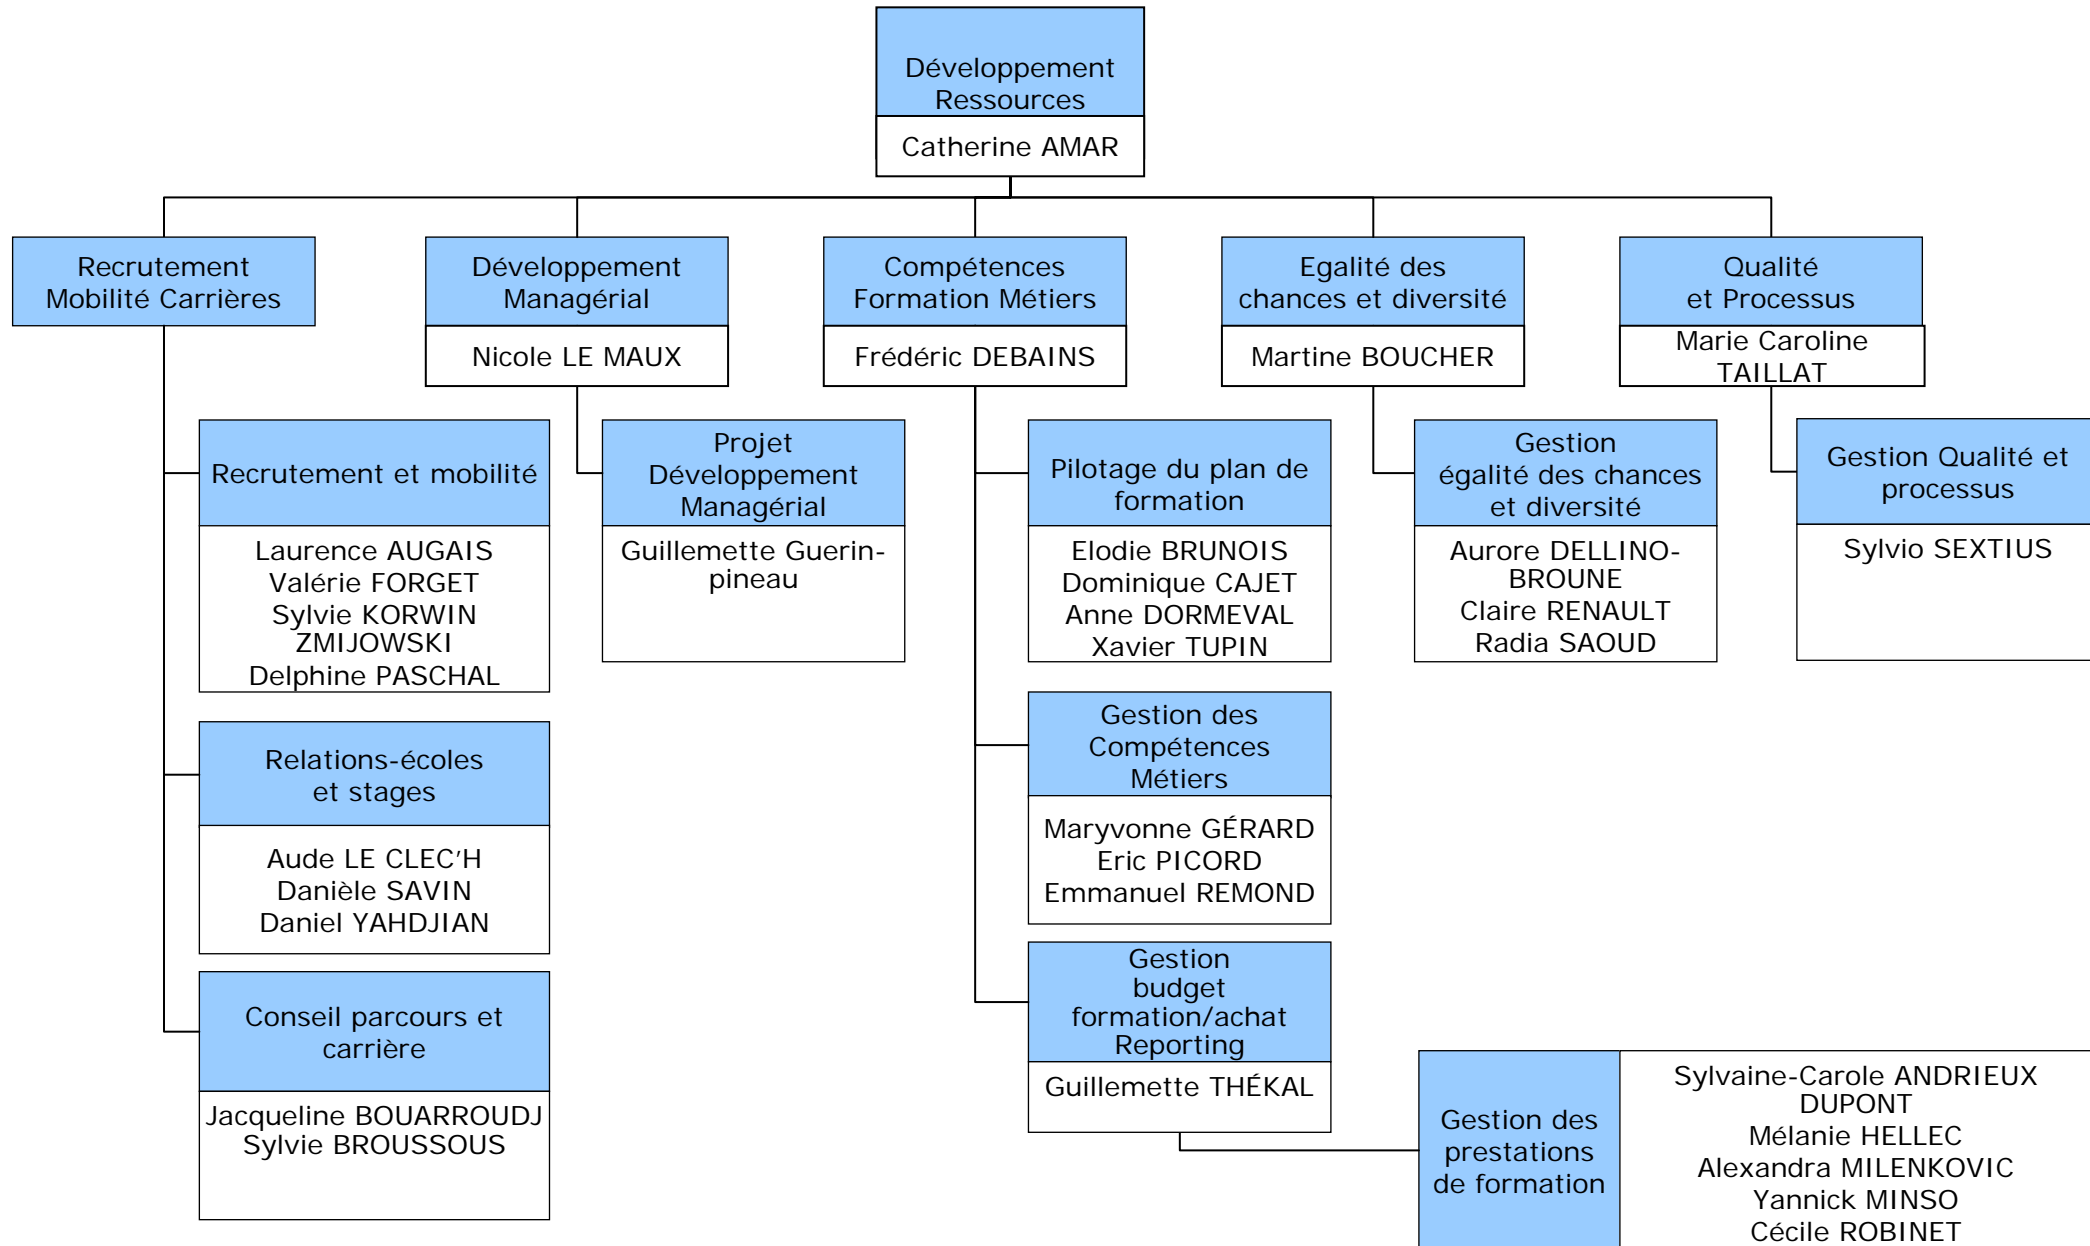 Développement
Ressources
Catherine AMAR
Recrutement
Mobilité Carrières
Développement
Managérial
Nicole LE MAUX
Compétences
Formation Métiers
Frédéric DEBAINS
Egalité des
chances et diversité
Martine BOUCHER
Qualité
et Processus
Marie Caroline
TAILLAT
Recrutement et mobilité
Laurence AUGAIS
Valérie FORGET
Sylvie KORWIN
ZMIJOWSKI
Delphine PASCHAL
Relations-écoles
et stages
Aude LE CLEC’H
Danièle SAVIN
Daniel YAHDJIAN
Conseil parcours et
carrière
Jacqueline BOUARROUDJ
Sylvie BROUSSOUS
Projet
Développement
Managérial
Guillemette Guerin-
pineau
Pilotage du plan de
formation
Elodie BRUNOIS
Dominique CAJET
Anne DORMEVAL
Xavier TUPIN
Gestion des
Compétences
Métiers
Maryvonne GÉRARD
Eric PICORD
Emmanuel REMOND
Gestion
budget
formation/achat
Reporting
Guillemette THÉKAL
Gestion des
prestations
de formation
Sylvaine-Carole ANDRIEUX
DUPONT
Mélanie HELLEC
Alexandra MILENKOVIC
Yannick MINSO
Cécile ROBINET
Gestion
égalité des chances
et diversité
Aurore DELLINO-
BROUNE
Claire RENAULT
Radia SAOUD
Gestion Qualité et
processus
Sylvio SEXTIUS